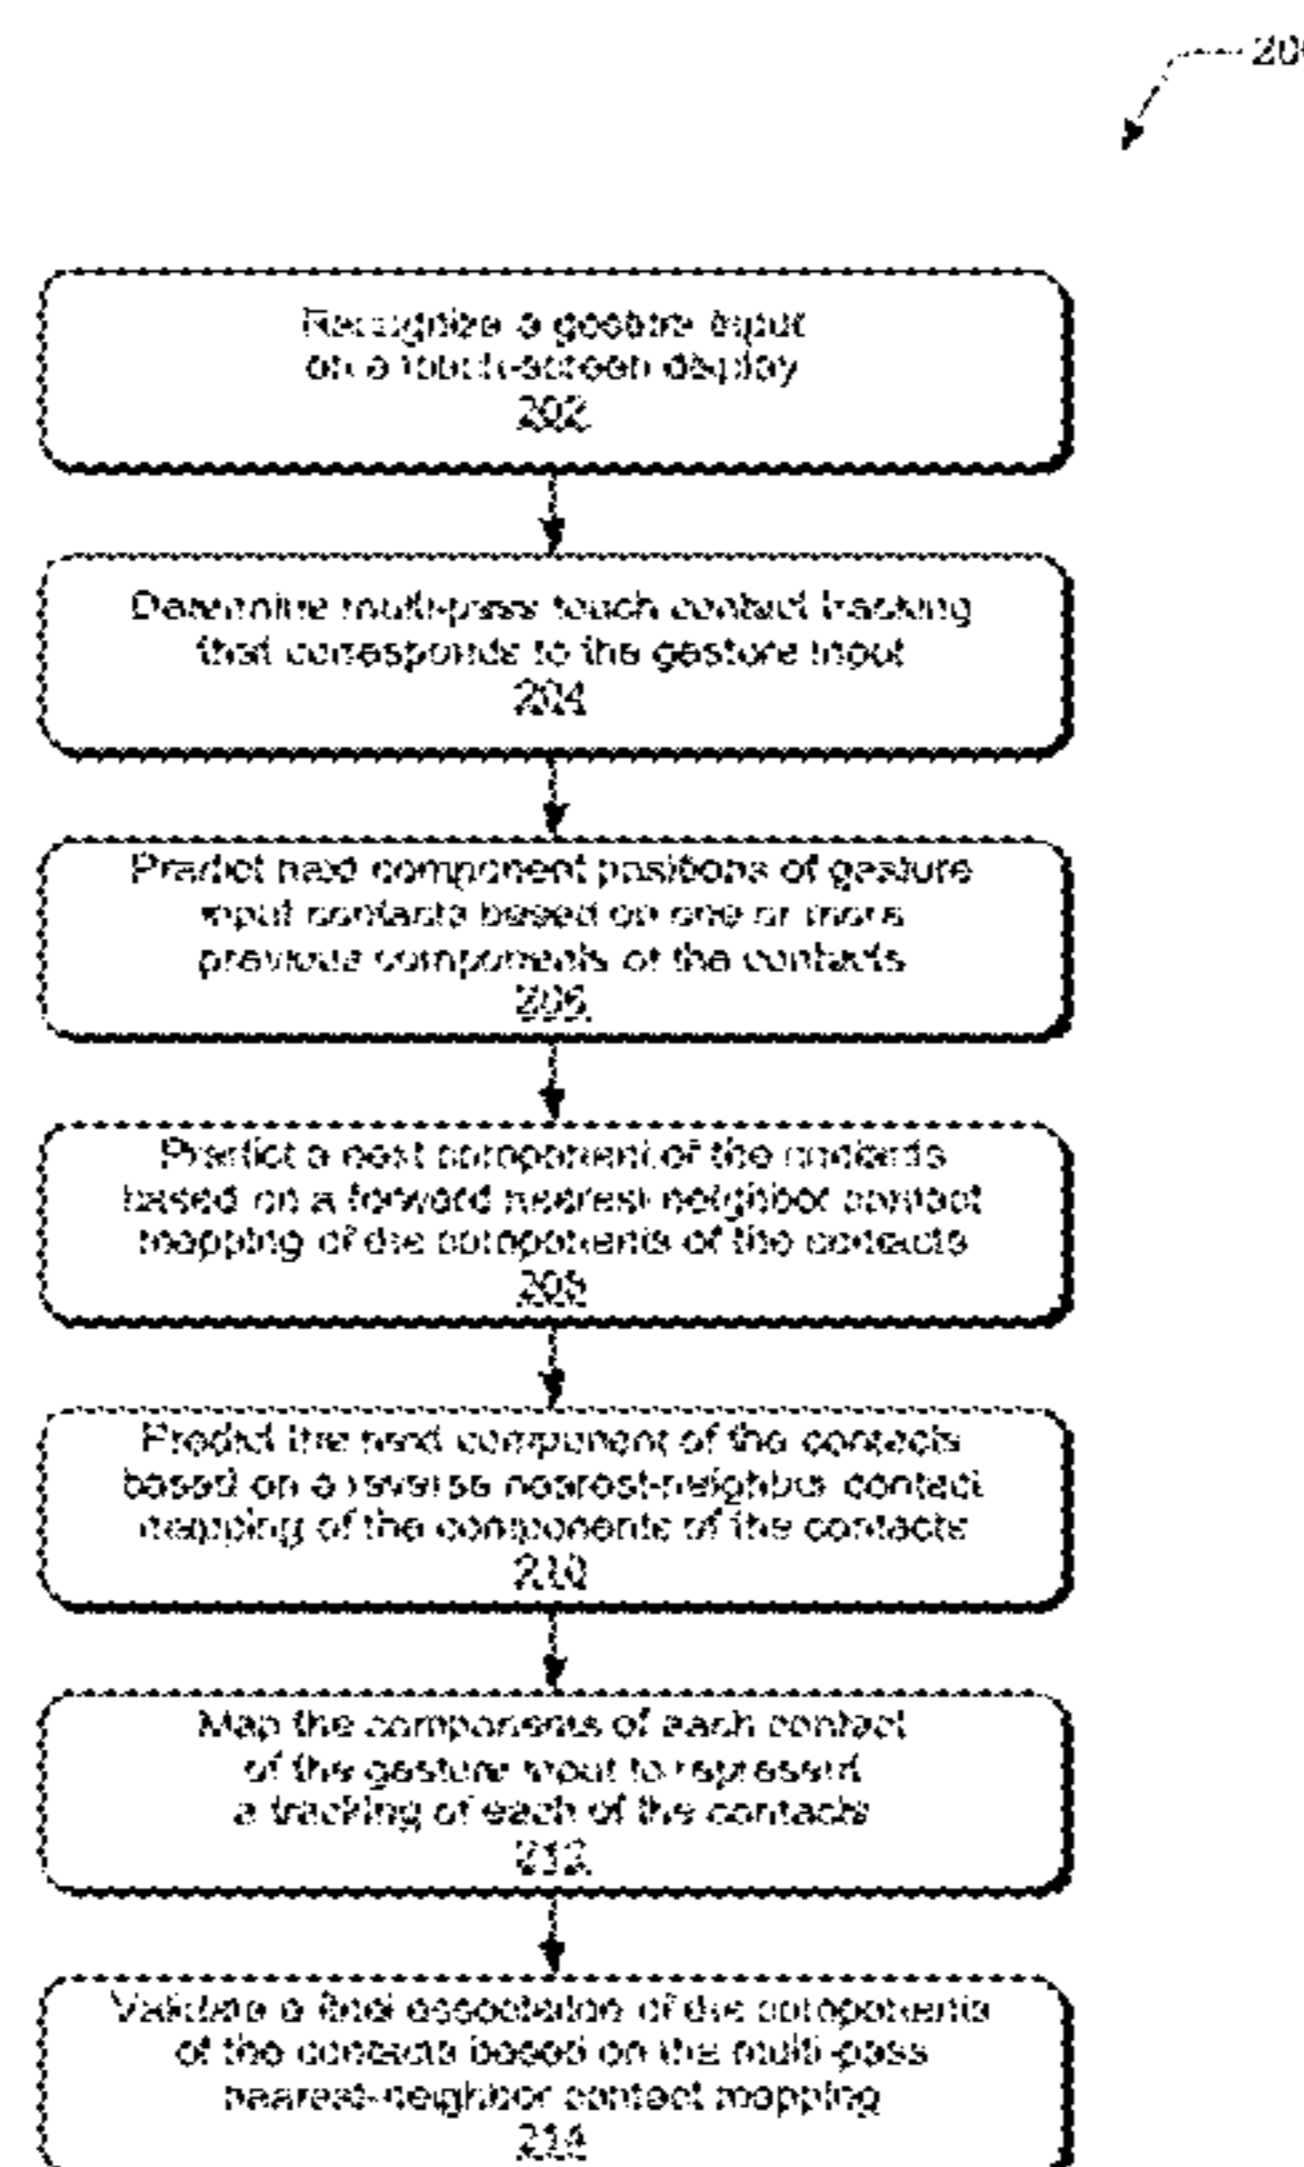 200
Recognize a gesture input
on a touch-screen display
202
Determine multi-pass touch contact tracking
that corresponds to the gesture input
204
Predict next component positions of gesture
input contacts based on one or more
previous components of the contacts
206
Predict a next component of the contacts
based on a forward nearest-neighbor contact
mapping of the components of the contacts
208
Predict the next component of the contacts
based on a reverse nearest-neighbor contact
mapping of the components of the contacts
210
Map the components of each contact
of the gesture input to represent
a tracking of each of the contacts
212
Validate a final association of the components
of the contacts based on the multi-pass
nearest-neighbor contact mapping
214